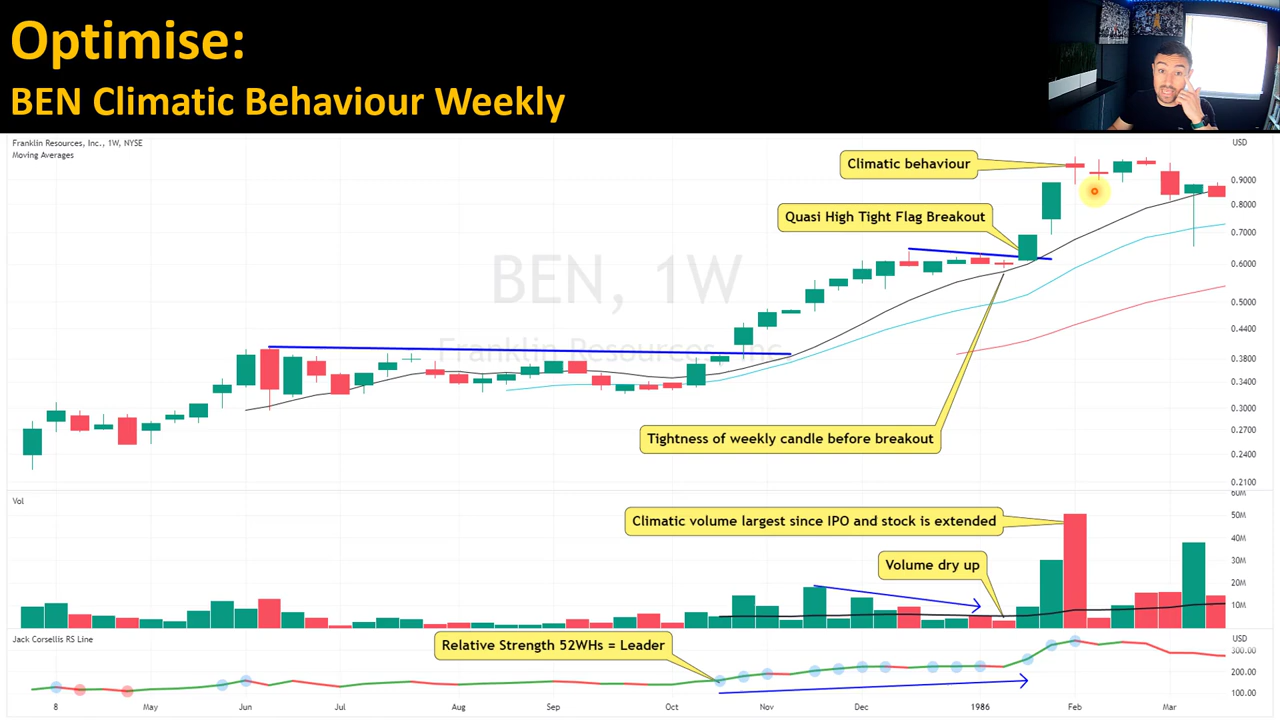 Optimise:
BEN Climatic Behaviour Weekly
Franklin Resources, Inc., 1W, NYSE
Moving Averages
USD
Climatic behaviour
0.9000
0.8000
Quasi High Tight Flag Breakout
0.7000
BEN, 1W
0.6000
0.5000
0.4400
Franklin Resources, Inc.
0.3800
0.3400
0.3000
Tightness of weekly candle before breakout
0.2700
0.2400
0.2100
Vol
60M
Climatic volume largest since IPO and stock is extended
50M
40M
Volume dry up
30M
20M
10M
Jack Corsellis RS Line
USD
Relative Strength 52WHs = Leader
300.00
200.00
100.00
8 May Jun Jul Aug Sep Oct Nov Dec 1986 Feb Mar